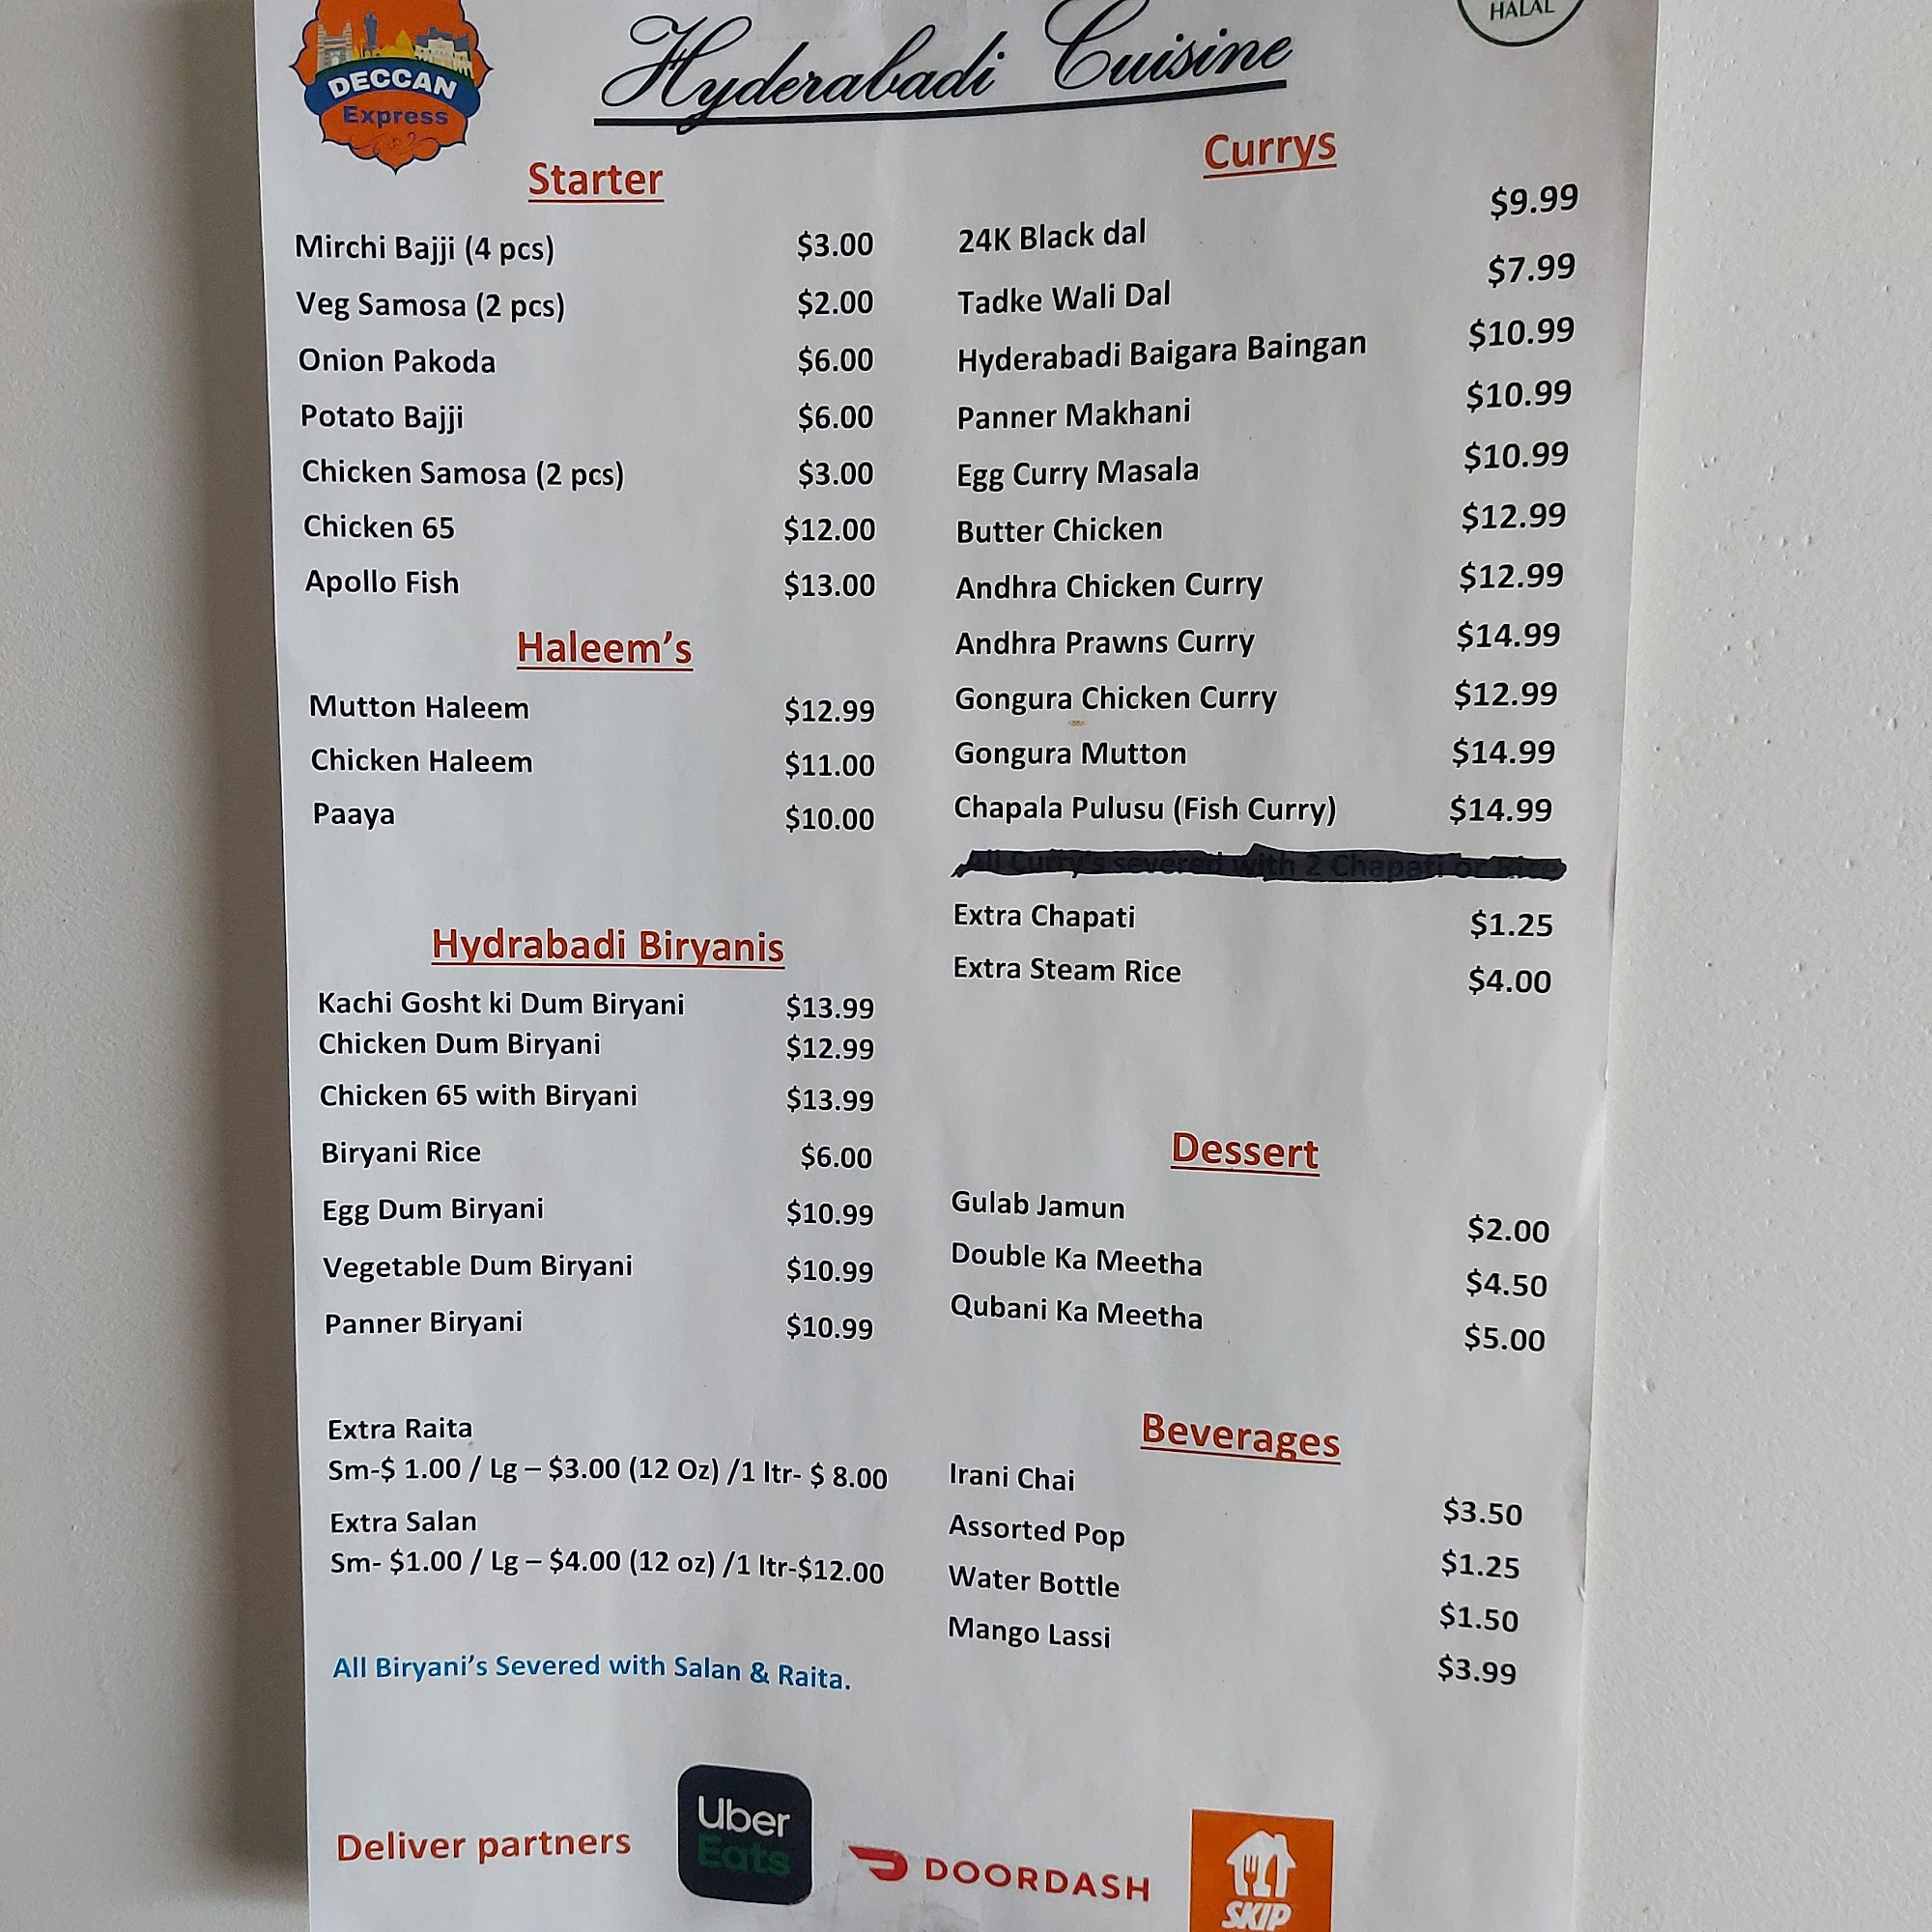 DECCAN
Express
Hyderabadi Cuisine
HALAL
Starter
Mirchi Bajji (4 pcs) $3.00
Veg Samosa (2 pcs) $2.00
Onion Pakoda $6.00
Potato Bajji $6.00
Chicken Samosa (2 pcs) $3.00
Chicken 65 $12.00
Apollo Fish $13.00
Haleem's
Mutton Haleem $12.99
Chicken Haleem $11.00
Paaya $10.00
Hydrabadi Biryanis
Kachi Gosht ki Dum Biryani $13.99
Chicken Dum Biryani $12.99
Chicken 65 with Biryani $13.99
Biryani Rice $6.00
Egg Dum Biryani $10.99
Vegetable Dum Biryani $10.99
Panner Biryani $10.99
Extra Raita
Sm-$ 1.00 / Lg – $3.00 (12 Oz) /1 ltr- $ 8.00
Extra Salan
Sm- $1.00 / Lg – $4.00 (12 oz) /1 ltr-$12.00
All Biryani's Severed with Salan & Raita.
Currys
24K Black dal $9.99
Tadke Wali Dal $7.99
Hyderabadi Baigara Baingan $10.99
Panner Makhani $10.99
Egg Curry Masala $10.99
Butter Chicken $12.99
Andhra Chicken Curry $12.99
Andhra Prawns Curry $14.99
Gongura Chicken Curry $12.99
Gongura Mutton $14.99
Chapala Pulusu (Fish Curry) $14.99
All Curry's severed with 2 Chapati or Rice
Extra Chapati $1.25
Extra Steam Rice $4.00
Dessert
Gulab Jamun $2.00
Double Ka Meetha $4.50
Qubani Ka Meetha $5.00
Beverages
Irani Chai $3.50
Assorted Pop $1.25
Water Bottle $1.50
Mango Lassi $3.99
Deliver partners
Uber
Eats
DOORDASH
SKIP